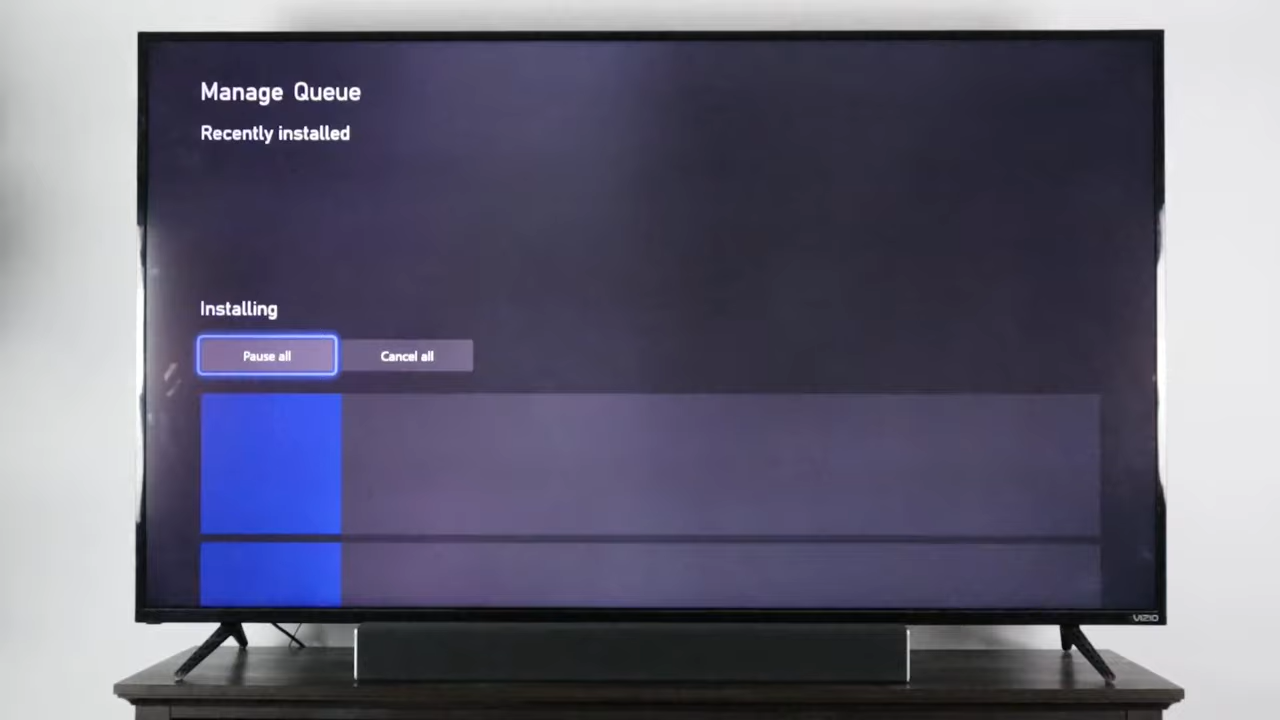 Manage Queue
Recently installed
Installing
Pause all
Cancel all
VIZIO